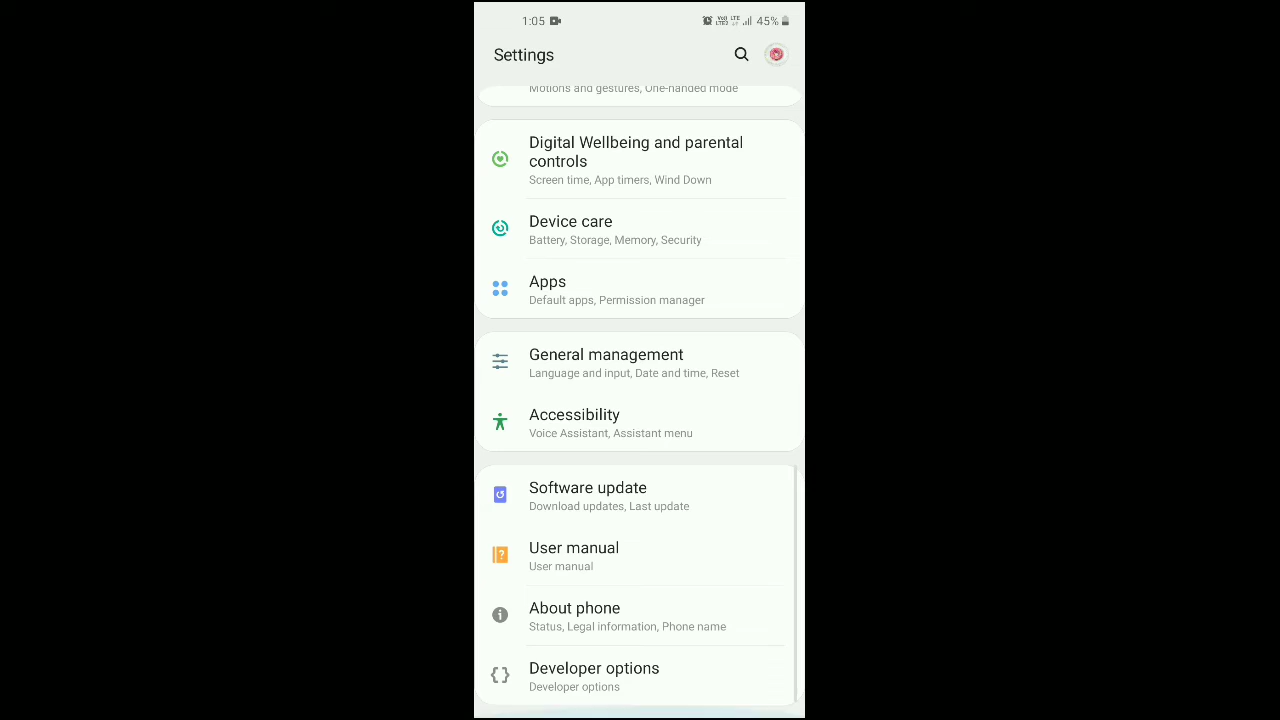 1:05
VoD LTE 45%
LTE2
Settings
Motions and gestures, One-handed mode
Digital Wellbeing and parental
controls
Screen time, App timers, Wind Down
Device care
Battery, Storage, Memory, Security
Apps
Default apps, Permission manager
General management
Language and input, Date and time, Reset
Accessibility
Voice Assistant, Assistant menu
Software update
Download updates, Last update
User manual
User manual
About phone
Status, Legal information, Phone name
Developer options
Developer options